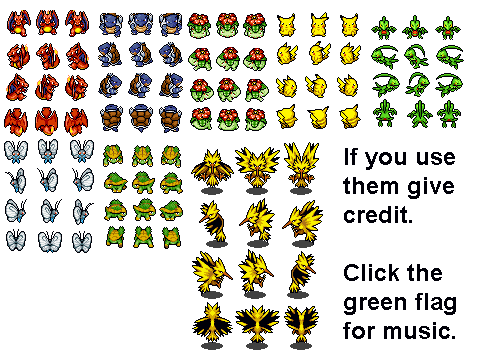 If you use
them give
credit.
Click the
green flag
for music.